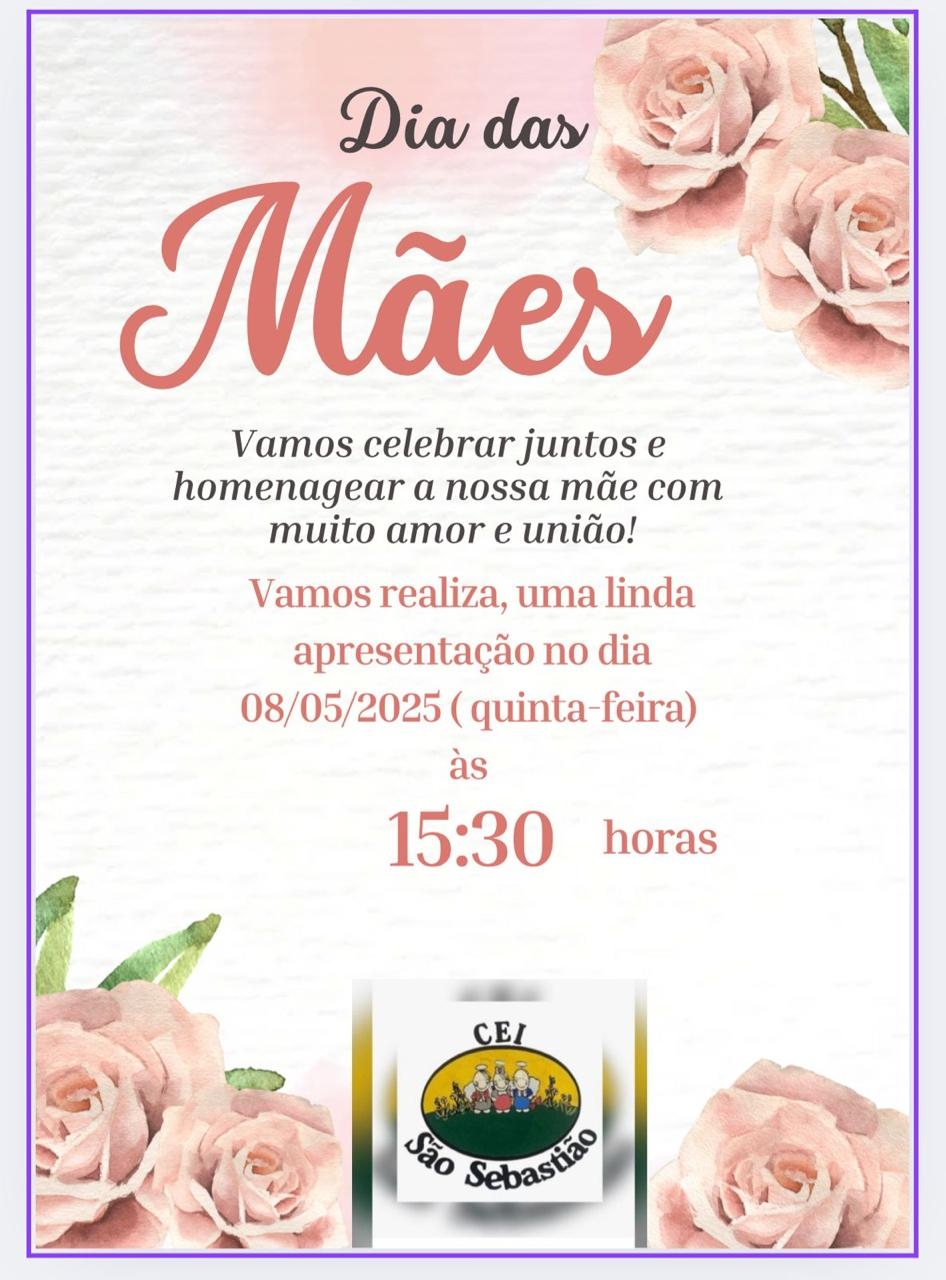 Dia das
Mães
Vamos celebrar juntos e
homenagear a nossa mãe com
muito amor e união!
Vamos realiza, uma linda
apresentação no dia
08/05/2025 ( quinta-feira)
às
15:30 horas
CEI
São Sebastião